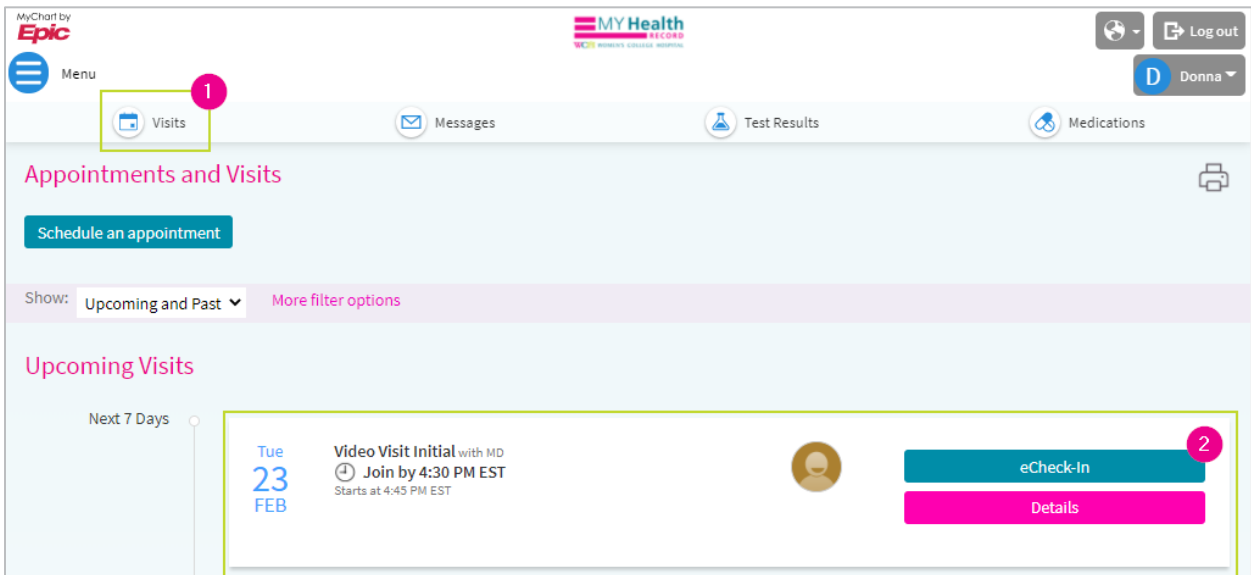 MyChart by
Epic
MY Health
RECORD
WCH WOMEN'S COLLEGE HOSPITAL
Log out
Menu
D Donna
1
Visits
Messages
Test Results
Medications
Appointments and Visits
Schedule an appointment
Show: Upcoming and Past
More filter options
Upcoming Visits
Next 7 Days
Tue
23
FEB
Video Visit Initial with MD
Join by 4:30 PM EST
Starts at 4:45 PM EST
2
eCheck-In
Details